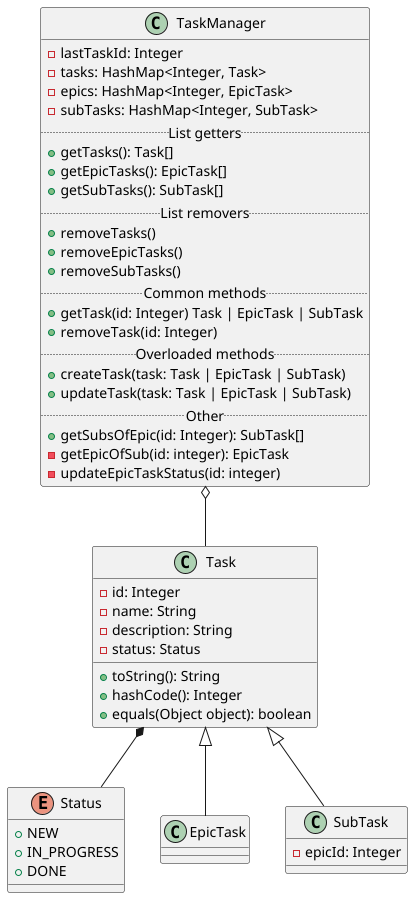 C TaskManager
lastTaskId: Integer
tasks: HashMap<Integer, Task>
epics: HashMap<Integer, EpicTask>
subTasks: HashMap<Integer, SubTask>
List getters
getTasks(): Task[]
getEpicTasks(): EpicTask[]
getSubTasks(): SubTask[]
List removers
removeTasks()
removeEpicTasks()
removeSubTasks()
Common methods
getTask(id: Integer) Task | EpicTask | SubTask
removeTask(id: Integer)
Overloaded methods
createTask(task: Task | EpicTask | SubTask)
updateTask(task: Task | EpicTask | SubTask)
Other
getSubsOfEpic(id: Integer): SubTask[]
getEpicOfSub(id: integer): EpicTask
updateEpicTaskStatus(id: integer)
C Task
id: Integer
name: String
description: String
status: Status
toString(): String
hashCode(): Integer
equals(Object object): boolean
E Status
NEW
IN_PROGRESS
DONE
C EpicTask
C SubTask
epicId: Integer